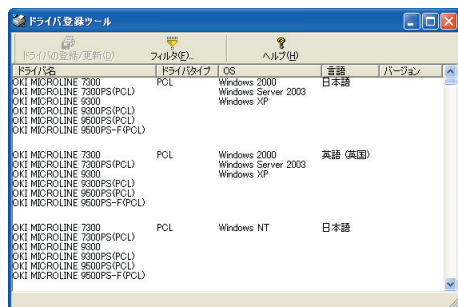 ドライバ登録ツール
ドライバの登録/更新(D) フィルタ(F)... ヘルプ(H)
ドライバ名 ドライバタイプ OS 言語 バージョン
OKI MICROLINE 7300 PCL Windows 2000 日本語
OKI MICROLINE 7300PS(PCL) Windows Server 2003
OKI MICROLINE 9300 Windows XP
OKI MICROLINE 9300PS(PCL)
OKI MICROLINE 9500PS(PCL)
OKI MICROLINE 9500PS-F(PCL)
OKI MICROLINE 7300 PCL Windows 2000 英語 (英国)
OKI MICROLINE 7300PS(PCL) Windows Server 2003
OKI MICROLINE 9300 Windows XP
OKI MICROLINE 9300PS(PCL)
OKI MICROLINE 9500PS(PCL)
OKI MICROLINE 9500PS-F(PCL)
OKI MICROLINE 7300 PCL Windows NT 日本語
OKI MICROLINE 7300PS(PCL)
OKI MICROLINE 9300
OKI MICROLINE 9300PS(PCL)
OKI MICROLINE 9500PS(PCL)
OKI MICROLINE 9500PS-F(PCL)